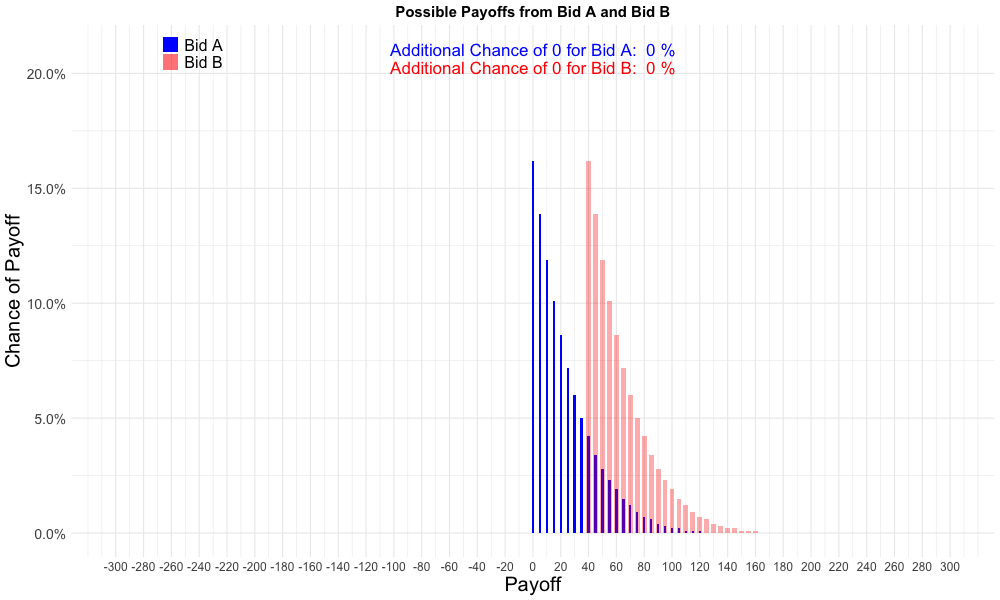 Possible Payoffs from Bid A and Bid B
Bid A
Bid B
Additional Chance of 0 for Bid A: 0 %
Additional Chance of 0 for Bid B: 0 %
Chance of Payoff
20.0%
15.0%
10.0%
5.0%
0.0%
-300 -280 -260 -240 -220 -200 -180 -160 -140 -120 -100 -80 -60 -40 -20 0 20 40 60 80 100 120 140 160 180 200 220 240 260 280 300
Payoff